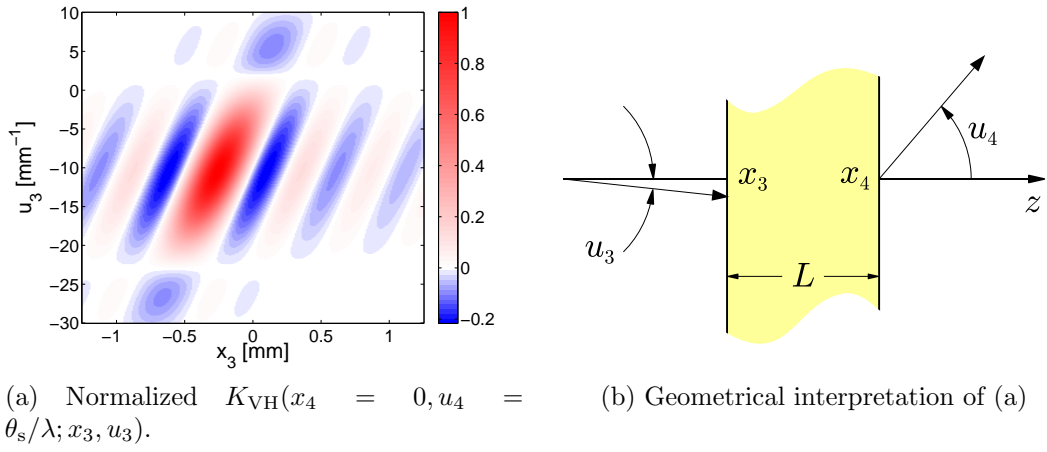 10
5
0
−5
−10
−15
−20
−25
−30
u3 [mm−1]
−1
−0.5
0
0.5
1
x3 [mm]
1
0.8
0.6
0.4
0.2
0
−0.2
u3
x3
x4
u4
z
L
(a) Normalized KVH(x4 = 0, u4 =
θs/λ; x3, u3).
(b) Geometrical interpretation of (a)